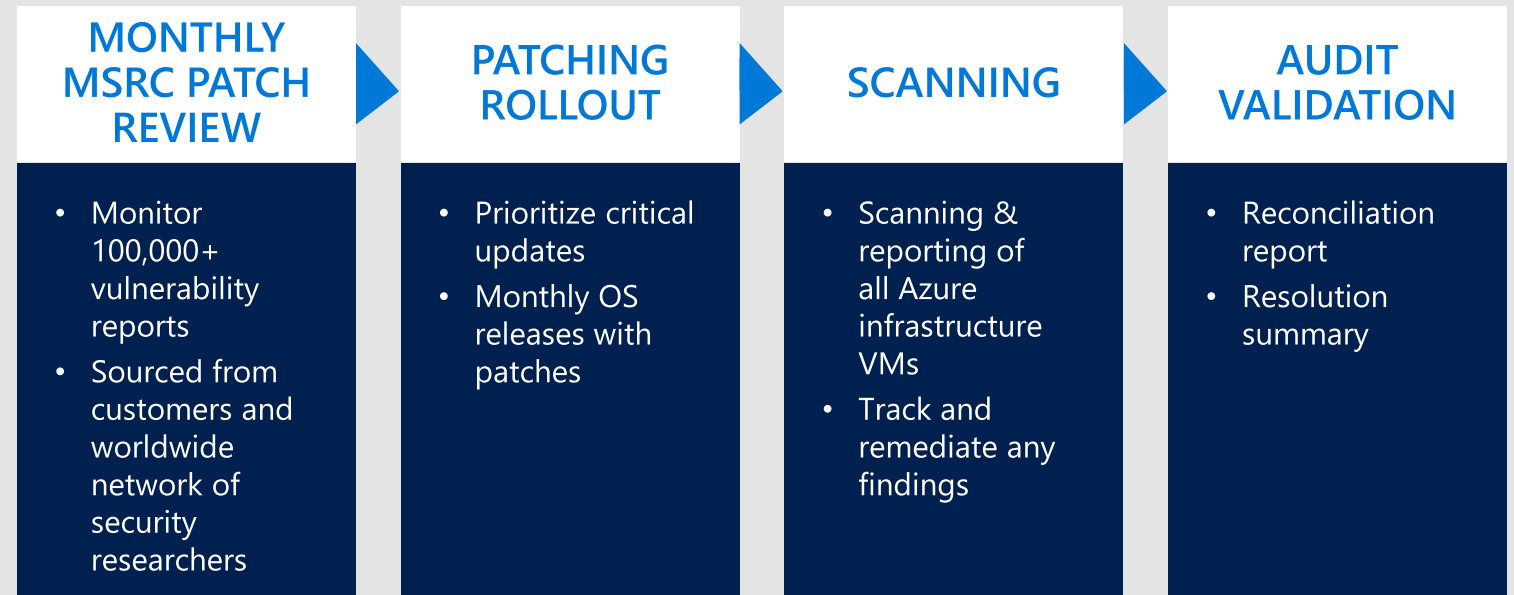 MONTHLY
MSRC PATCH
REVIEW
• Monitor
100,000+
vulnerability
reports
• Sourced from
customers and
worldwide
network of
security
researchers
PATCHING
ROLLOUT
• Prioritize critical
updates
• Monthly OS
releases with
patches
SCANNING
• Scanning &
reporting of
all Azure
infrastructure
VMs
• Track and
remediate any
findings
AUDIT
VALIDATION
• Reconciliation
report
• Resolution
summary